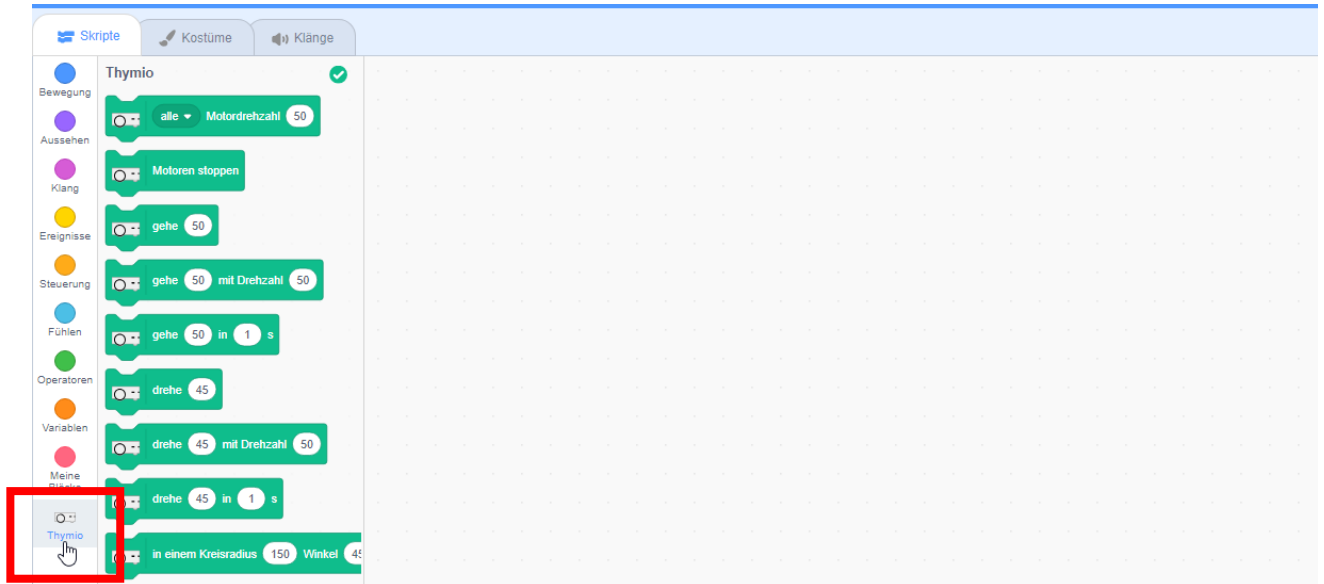 Skripte
Kostüme
Klänge
Bewegung
Aussehen
Klang
Ereignisse
Steuerung
Fühlen
Operatoren
Variablen
Meine
Blöcke
Thymio
Thymio
alle Motordrehzahl 50
Motoren stoppen
gehe 50
gehe 50 mit Drehzahl 50
gehe 50 in 1 s
drehe 45
drehe 45 mit Drehzahl 50
drehe 45 in 1 s
in einem Kreisradius 150 Winkel 45